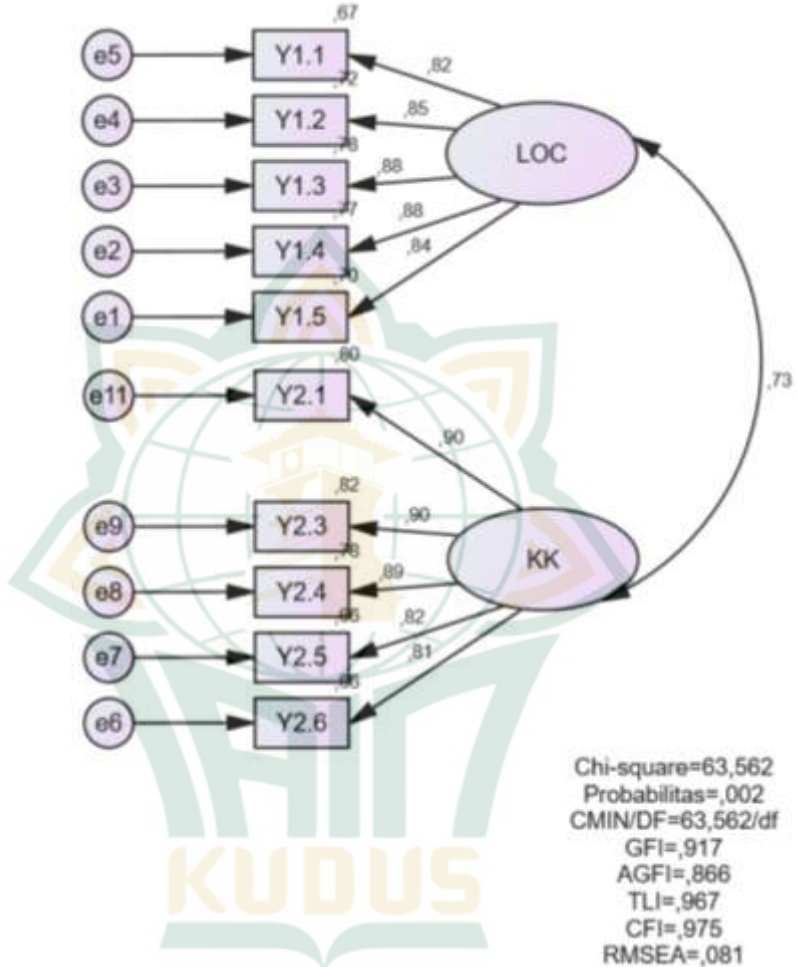 ,67
e5 Y1.1 ,82
,72
e4 Y1.2 ,85 LOC
,78
e3 Y1.3 ,88
,77
e2 Y1.4 ,88
,84
,70
e1 Y1.5
,80
e11 Y2.1 ,73
,90
,82
e9 Y2.3 ,90
,78 KK
e8 Y2.4 ,89
,66 ,82
e7 Y2.5 ,81
,66
e6 Y2.6
Chi-square=63,562
Probabilitas=,002
CMIN/DF=63,562/df
GFI=,917
AGFI=,866
TLI=,967
CFI=,975
RMSEA=,081
IAIN
KUDUS